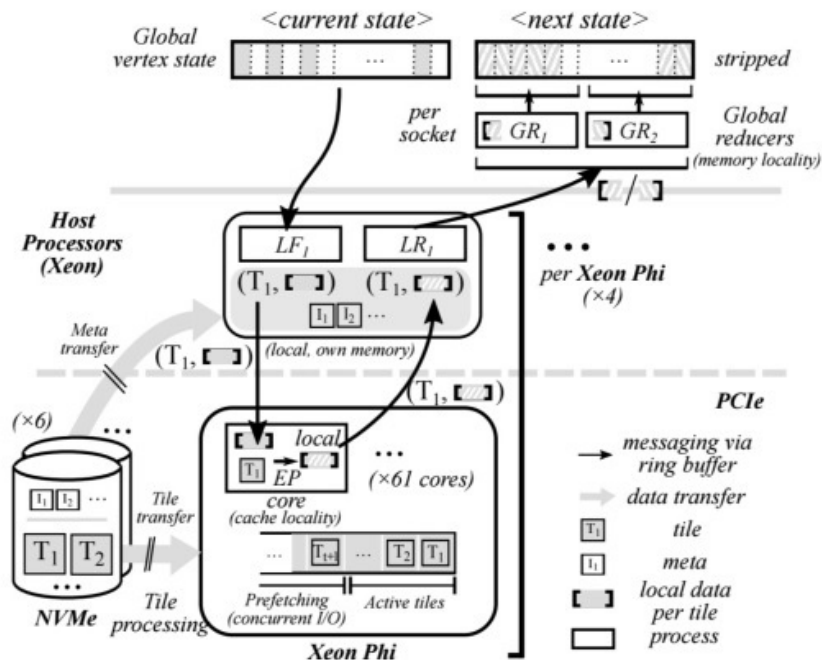 <current state> <next state>
Global
vertex state
...
...
stripped
per
socket
GR1
GR2
Global
reducers
(memory locality)
[ / ]
Host
Processors
(Xeon)
LF1
LR1
(T1, [ ])
(T1, [ ])
I1 I2 ...
(local, own memory)
...
per Xeon Phi
(×4)
Meta
transfer
(T1, [ ])
(T1, [ ])
PCIe
(×6)
...
I1 I2 ...
T1 T2
...
NVMe
Tile
transfer
Tile
processing
local
T1
EP
core
(cache locality)
...
(×61 cores)
... Tt+1 ... T2 T1
Prefetching
(concurrent I/O)
Active tiles
Xeon Phi
messaging via
ring buffer
data transfer
T1 tile
I1 meta
local data
per tile
process